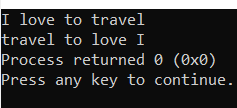 I love to travel
travel to love I
Process returned 0 (0x0)
Press any key to continue.